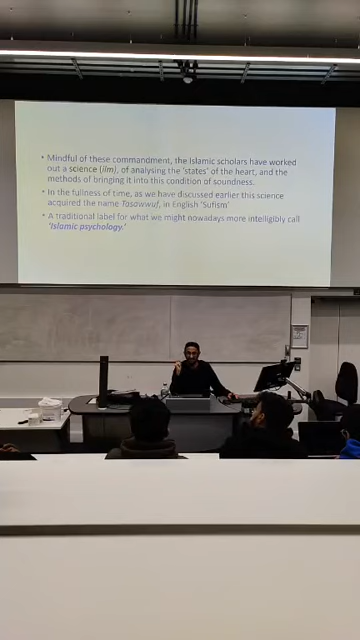 • Mindful of these commandment, the Islamic scholars have worked
out a science (ilm), of analysing the 'states' of the heart, and the
methods of bringing it into this condition of soundness.
• In the fullness of time, as we have discussed earlier this science
acquired the name Tasawwuf, in English 'Sufism'
• A traditional label for what we might nowadays more intelligibly call
'Islamic psychology.'